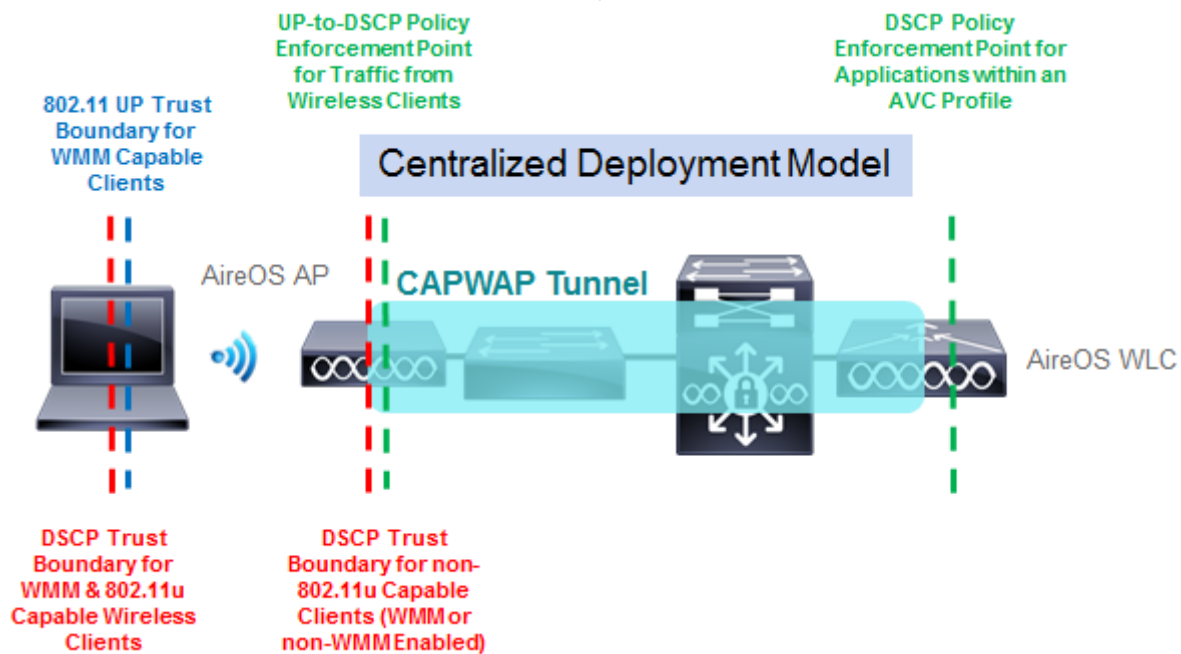 UP-to-DSCP Policy
Enforcement Point
for Traffic from
Wireless Clients
DSCP Policy
Enforcement Point for
Applications within an
AVC Profile
802.11 UP Trust
Boundary for
WMM Capable
Clients
Centralized Deployment Model
AireOS AP
CAPWAP Tunnel
AireOS WLC
DSCP Trust
Boundary for
WMM & 802.11u
Capable Wireless
Clients
DSCP Trust
Boundary for non-
802.11u Capable
Clients (WMM or
non-WMM Enabled)